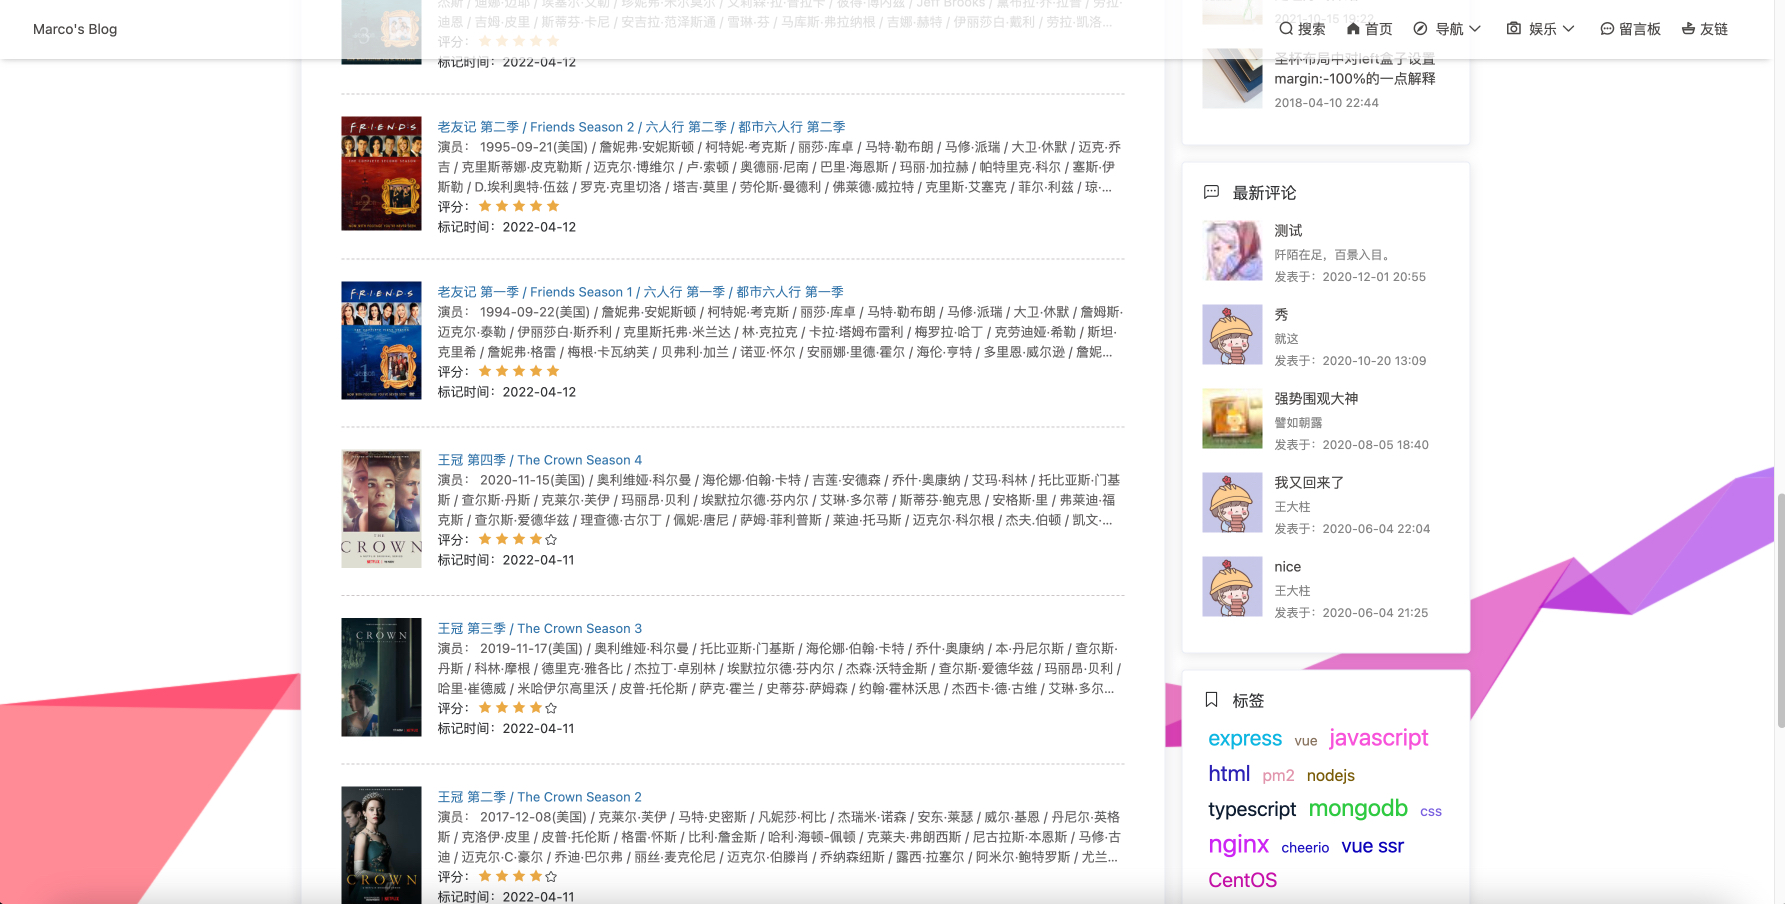 Marco's Blog
搜索
首页
导航
娱乐
留言板
友链
迪恩 / 吉姆·皮里 / 斯蒂芬·卡尼 / 安吉拉·范泽斯通 / 雪琳·芬 / 马库斯·弗拉纳根 / 吉娜·赫特 / 伊丽莎白·戴利 / 劳拉·凯洛...
评分：
标记时间：2022-04-12
老友记 第二季 / Friends Season 2 / 六人行 第二季 / 都市六人行 第二季
演员： 1995-09-21(美国) / 詹妮弗·安妮斯顿 / 柯特妮·考克斯 / 丽莎·库卓 / 马特·勒布朗 / 马修·派瑞 / 大卫·休默 / 迈克·乔
吉 / 克里斯蒂娜·皮克勒斯 / 迈克尔·博维尔 / 卢·索顿 / 奥德丽·尼南 / 巴里·海恩斯 / 玛丽·加拉赫 / 帕特里克·科尔 / 塞斯·伊
斯勒 / D.埃利奥特·伍兹 / 罗克·克里切洛 / 塔吉·莫里 / 劳伦斯·曼德利 / 佛莱德·威拉特 / 克里斯·艾塞克 / 菲尔·利兹 / 琼·...
评分：
标记时间：2022-04-12
老友记 第一季 / Friends Season 1 / 六人行 第一季 / 都市六人行 第一季
演员： 1994-09-22(美国) / 詹妮弗·安妮斯顿 / 柯特妮·考克斯 / 丽莎·库卓 / 马特·勒布朗 / 马修·派瑞 / 大卫·休默 / 詹姆斯·
迈克尔·泰勒 / 伊丽莎白·斯乔利 / 克里斯托弗·米兰达 / 林·克拉克 / 卡拉·塔姆布雷利 / 梅罗拉·哈丁 / 克劳迪娅·希勒 / 斯坦·
克里希 / 詹妮弗·格雷 / 梅根·卡瓦纳芙 / 贝弗利·加兰 / 诺亚·怀尔 / 安丽娜·里德·霍尔 / 海伦·亨特 / 多里恩·威尔逊 / 詹妮...
评分：
标记时间：2022-04-12
王冠 第四季 / The Crown Season 4
演员： 2020-11-15(美国) / 奥利维娅·科尔曼 / 海伦娜·伯翰·卡特 / 吉莲·安德森 / 乔什·奥康纳 / 艾玛·科林 / 托比亚斯·门基
斯 / 查尔斯·丹斯 / 克莱尔·芙伊 / 玛丽昂·贝利 / 埃默拉尔德·芬内尔 / 艾琳·多尔蒂 / 斯蒂芬·鲍克思 / 安格斯·里 / 弗莱迪·福
克斯 / 查尔斯·爱德华兹 / 理查德·古尔丁 / 佩妮·唐尼 / 萨姆·菲利普斯 / 莱迪·托马斯 / 迈克尔·科尔根 / 杰夫.伯顿 / 凯文·...
评分：
标记时间：2022-04-11
王冠 第三季 / The Crown Season 3
演员： 2019-11-17(美国) / 奥利维娅·科尔曼 / 托比亚斯·门基斯 / 海伦娜·伯翰·卡特 / 乔什·奥康纳 / 本·丹尼尔斯 / 查尔斯·
丹斯 / 科林·摩根 / 德里克·雅各比 / 杰拉丁·卓别林 / 埃默拉尔德·芬内尔 / 杰森·沃特金斯 / 查尔斯·爱德华兹 / 玛丽昂·贝利 /
哈里·崔德威 / 米哈伊尔高里沃 / 皮普·托伦斯 / 萨克·霍兰 / 史蒂芬·萨姆森 / 约翰·霍林沃思 / 杰西卡·德·古维 / 艾琳·多尔...
评分：
标记时间：2022-04-11
王冠 第二季 / The Crown Season 2
演员： 2017-12-08(美国) / 克莱尔·芙伊 / 马特·史密斯 / 凡妮莎·柯比 / 杰瑞米·诺森 / 安东·莱瑟 / 威尔·基恩 / 丹尼尔·英格
斯 / 克洛伊·皮里 / 皮普·托伦斯 / 格雷·怀斯 / 比利·詹金斯 / 哈利·海顿-佩顿 / 克莱夫·弗朗西斯 / 尼古拉斯·本恩斯 / 马修·古
迪 / 迈克尔·C·豪尔 / 乔迪·巴尔弗 / 丽丝·麦克伦尼 / 迈克尔·伯滕肖 / 乔纳森纽斯 / 露西·拉塞尔 / 阿米尔·鲍特罗斯 / 尤兰...
评分：
标记时间：2022-04-11
FRIENDS
2
FRIENDS
1
THE
CROWN
NETFLIX
CROWN
CROWN
NETFLIX
2021-10-15 19:22
圣杯布局中对left盒子设置
margin:-100%的一点解释
2018-04-10 22:44
最新评论
测试
阡陌在足，百景入目。
发表于：2020-12-01 20:55
秀
就这
发表于：2020-10-20 13:09
强势围观大神
譬如朝露
发表于：2020-08-05 18:40
我又回来了
王大柱
发表于：2020-06-04 22:04
nice
王大柱
发表于：2020-06-04 21:25
标签
express vue javascript
html pm2 nodejs
typescript mongodb css
nginx cheerio vue ssr
CentOS